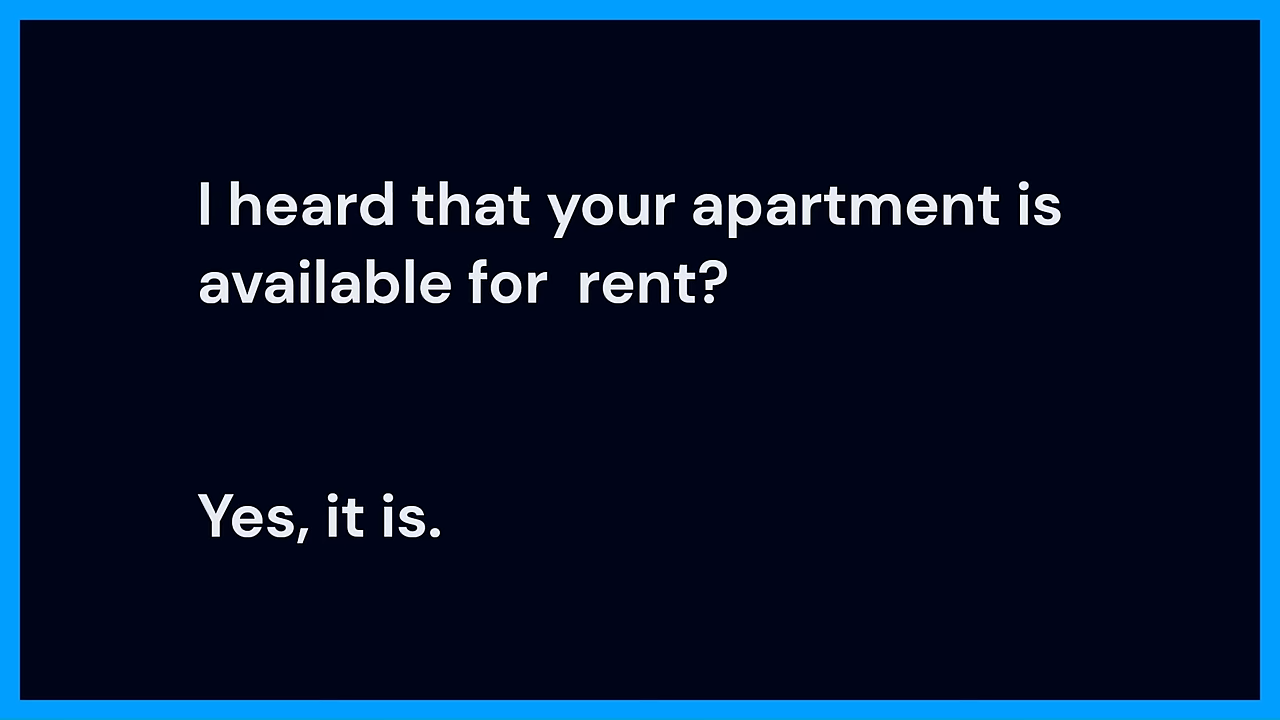 I heard that your apartment is
available for  rent?
Yes, it is.